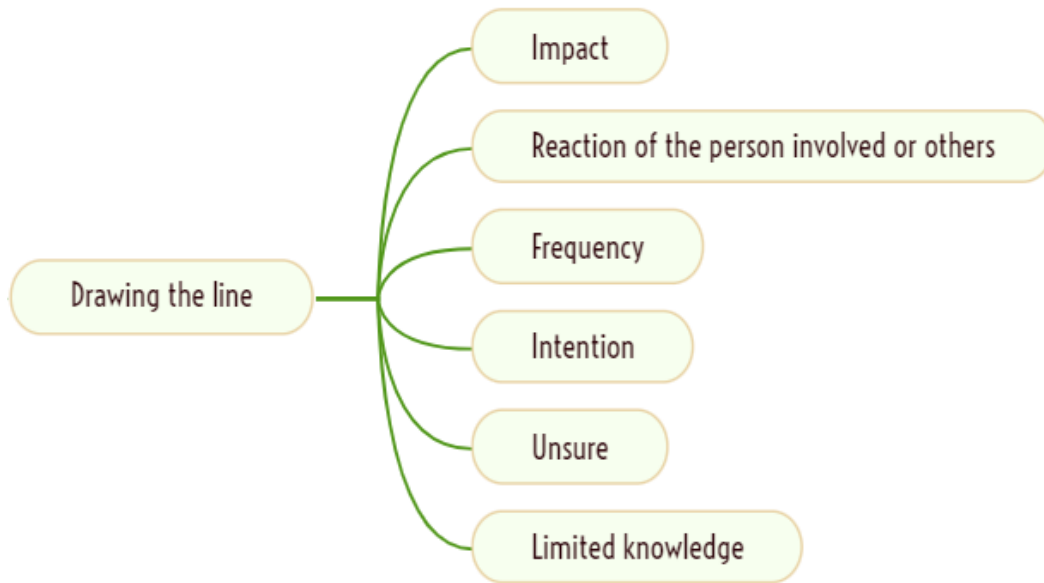 Drawing the line
Impact
Reaction of the person involved or others
Frequency
Intention
Unsure
Limited knowledge